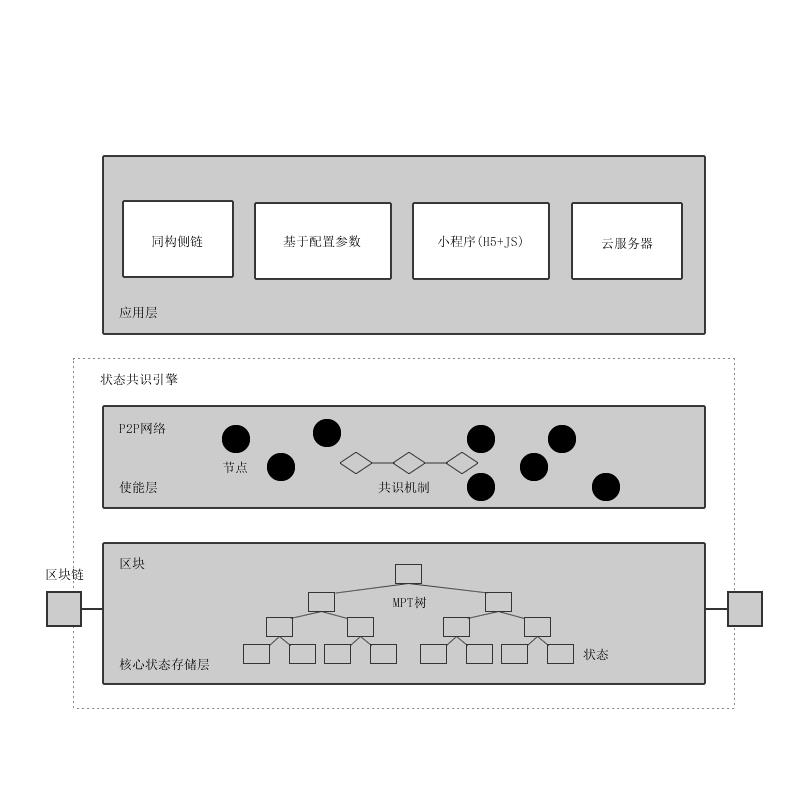 同构侧链
基于配置参数
小程序(H5+JS)
云服务器
应用层
状态共识引擎
P2P网络
节点
使能层
共识机制
区块
区块链
MPT树
核心状态存储层
状态